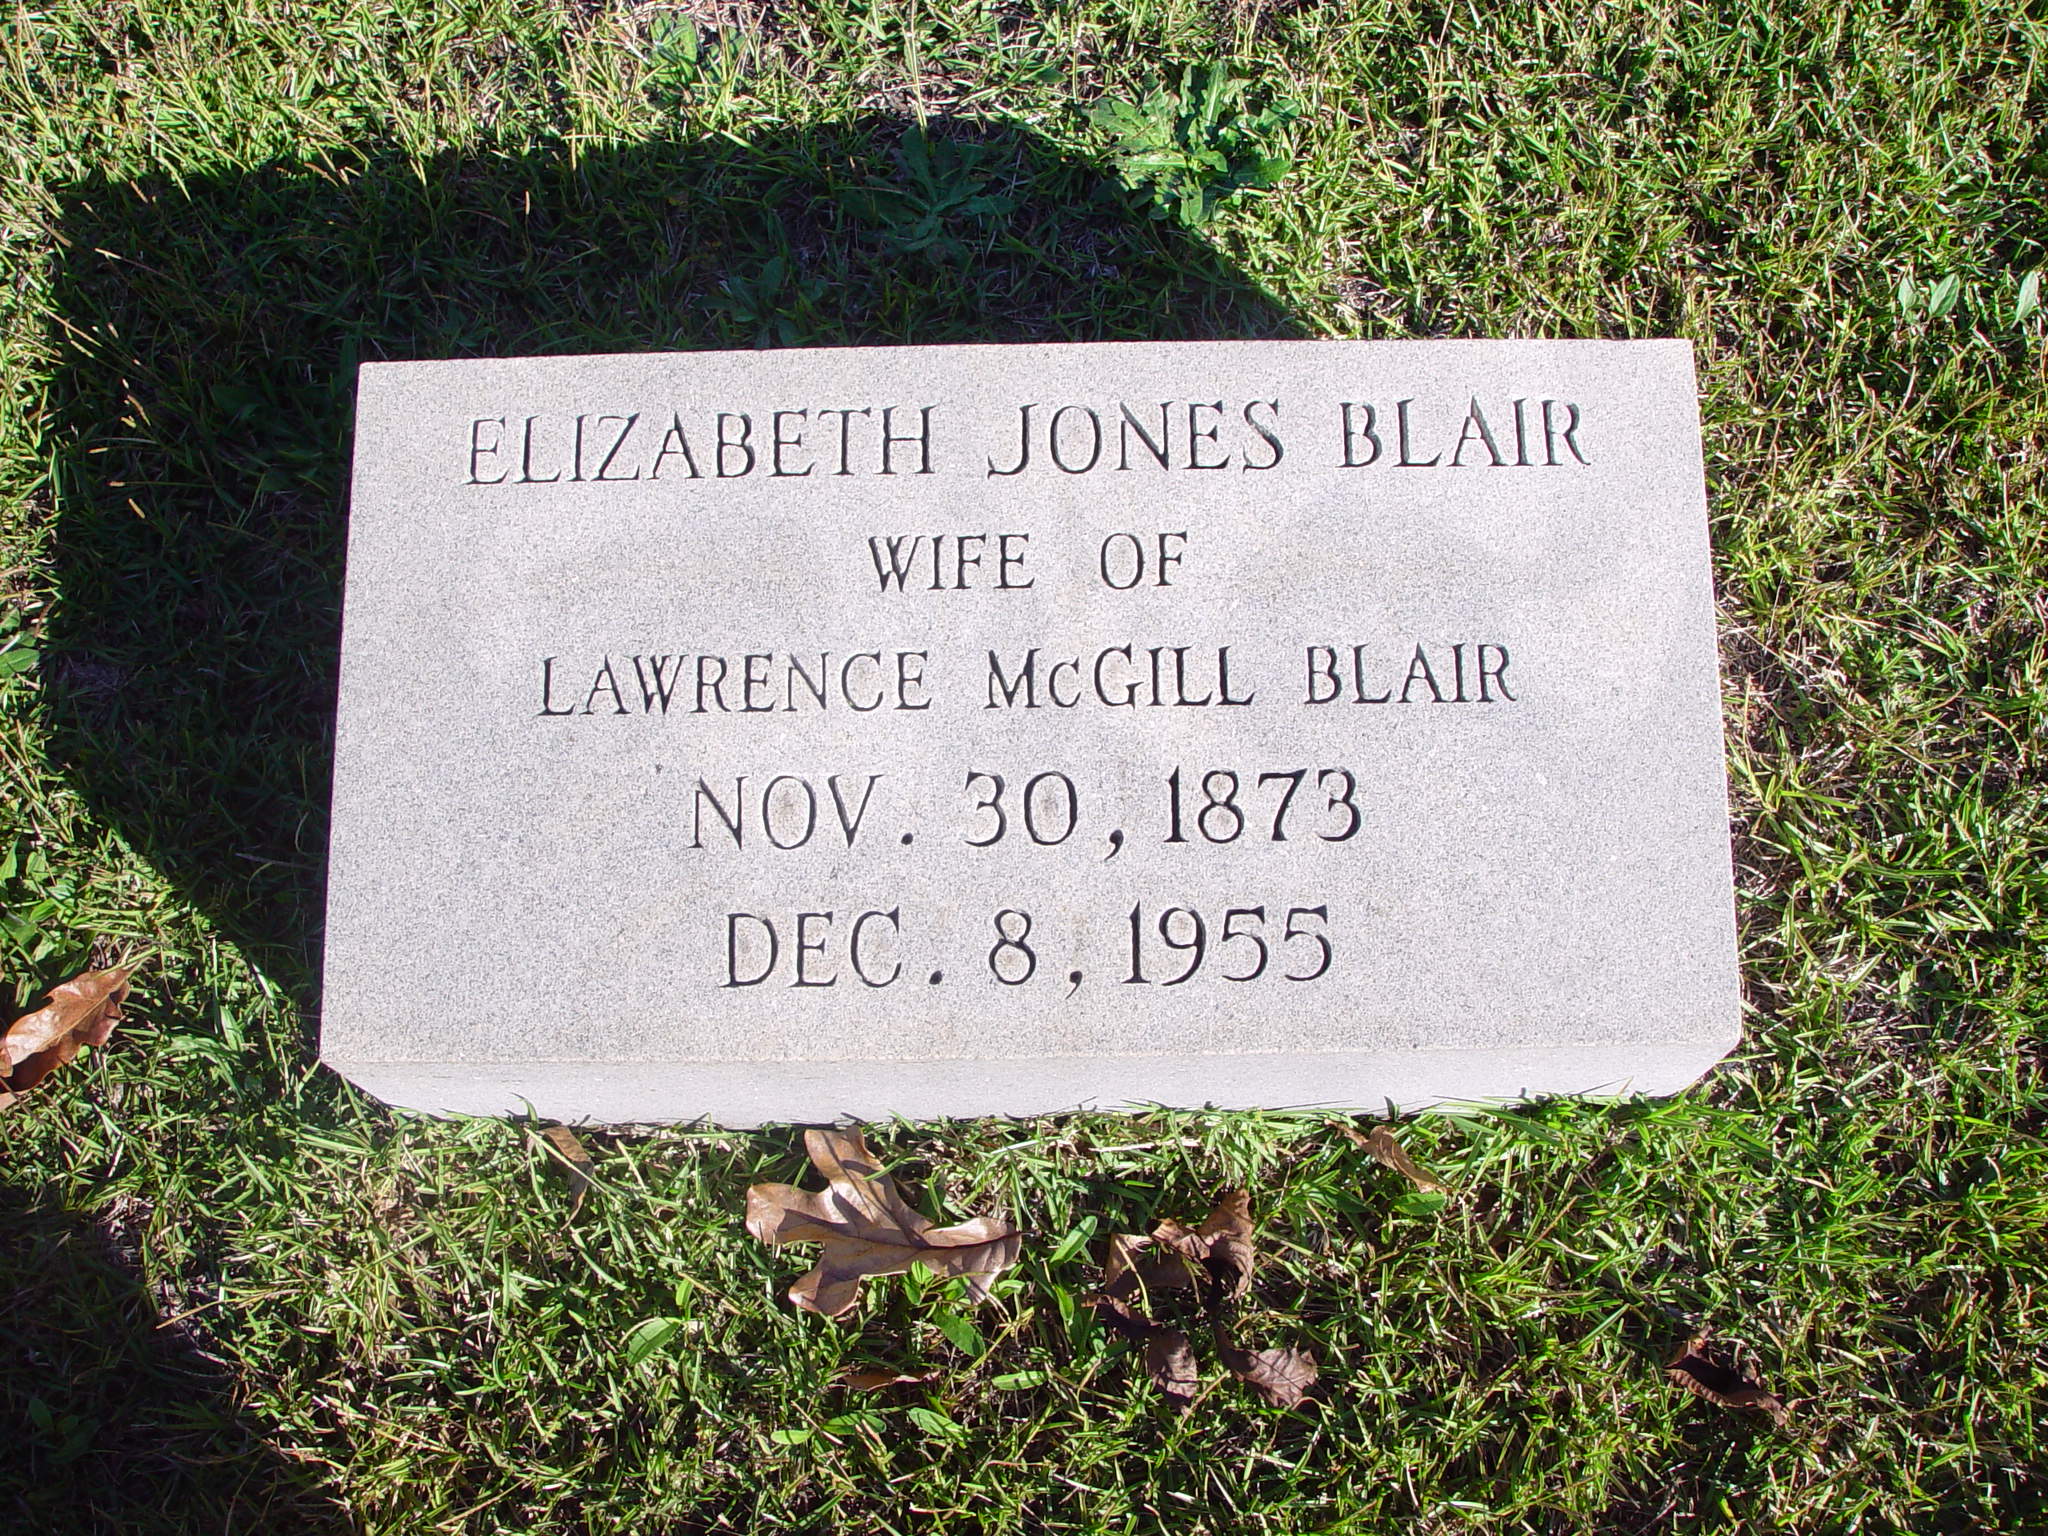 ELIZABETH JONES BLAIR
WIFE OF
LAWRENCE McGILL BLAIR
NOV. 30, 1873
DEC. 8, 1955